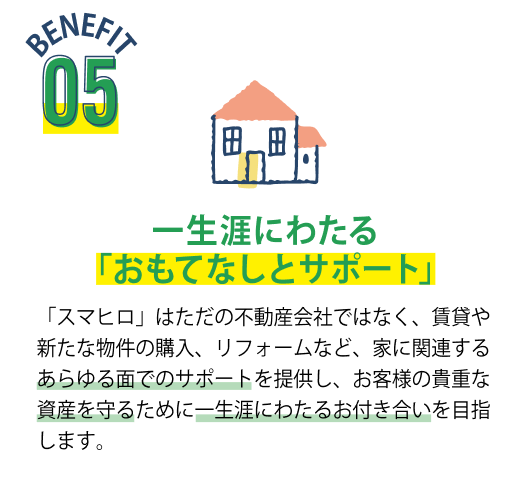 BENEFIT
05
一生涯にわたる
「おもてなしとサポート」
「スマヒロ」はただの不動産会社ではなく、賃貸や
新たな物件の購入、リフォームなど、家に関連する
あらゆる面でのサポートを提供し、お客様の貴重な
資産を守るために一生涯にわたるお付き合いを目指
します。